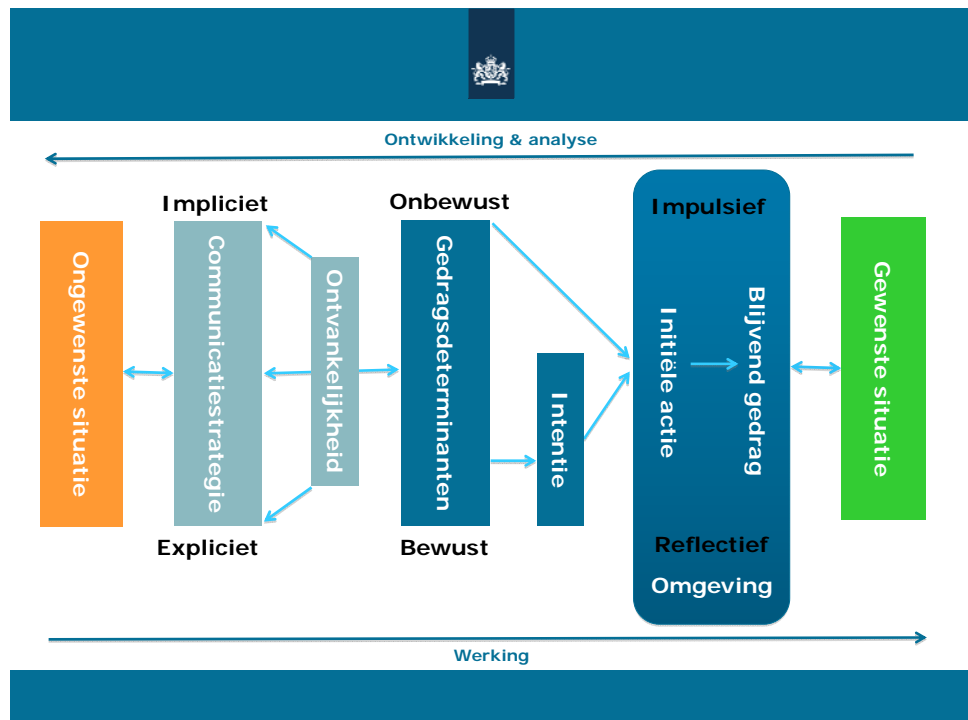 Ontwikkeling & analyse
Impliciet
Onbewust
Impulsief
Ongewenste situatie
Communicatiestrategie
Ontvankelijkheid
Gedragsdeterminanten
Intentie
Initiële actie
Blijvend gedrag
Gewenste situatie
Expliciet
Bewust
Reflectief
Omgeving
Werking